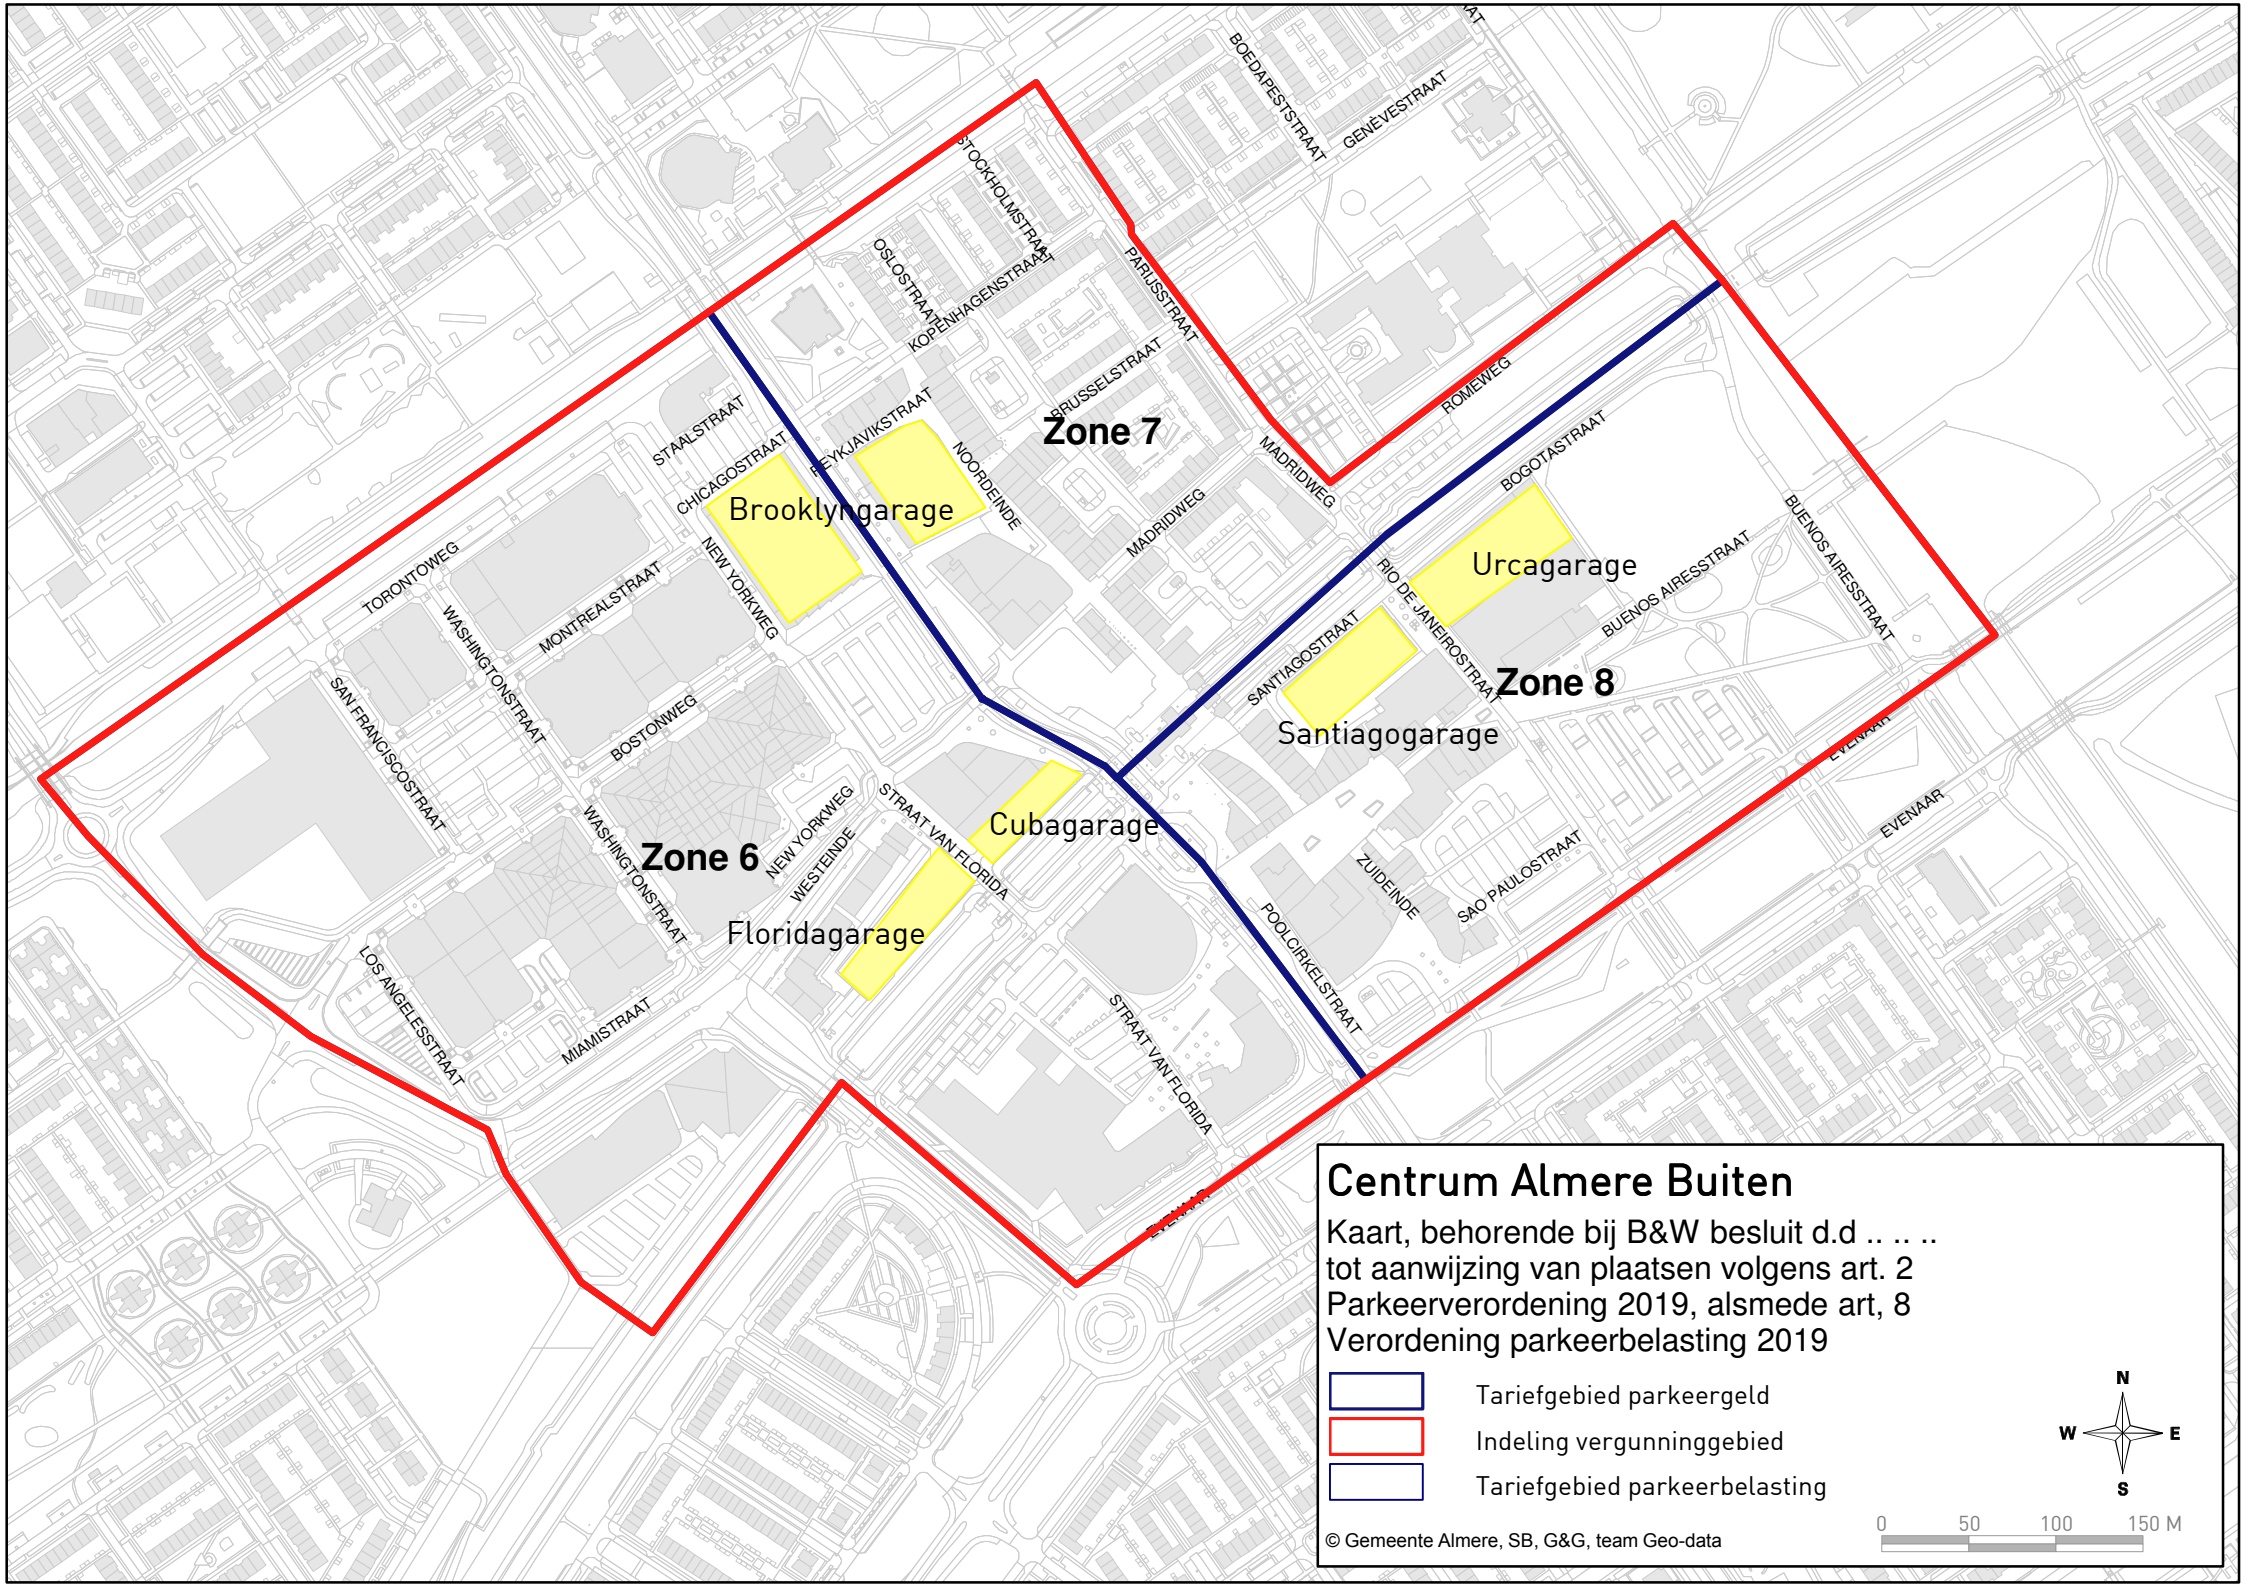 BOEDAPESTSTRAAT
GENÈVESTRAAT
STOCKHOLMSTRAAT
OSLOSTRAAT
KOPENHAGENSTRAAT
PARIJSSTRAAT
BRUSSELSTRAAT
Zone 7
ROMEWEG
STAALSTRAAT
CHICAGOSTRAAT
REYKJAVIKSTRAAT
NOORDEINDE
MADRIDWEG
MADRIDWEG
BOGOTASTRAAT
Brooklyngarage
Urcagarage
BUENOS AIRESSTRAAT
BUENOS AIRESSTRAAT
TORONTOWEG
MONTREALSTRAAT
NEW YORKWEG
WASHINGTONSTRAAT
RIO DE JANEIROSTRAAT
SANTIAGOSTRAAT
Zone 8
SAN FRANCISCOSTRAAT
BOSTONWEG
Santiagogarage
EVENAAR
EVENAAR
NEW YORKWEG
WESTEINDE
STRAAT VAN FLORIDA
Cubagarage
WASHINGTONSTRAAT
Zone 6
ZUIDEINDE
SAO PAULOSTRAAT
Floridagarage
POOLCIRKELSTRAAT
LOS ANGELESSTRAAT
MIAMISTRAAT
STRAAT VAN FLORIDA
EVENAAR
Centrum Almere Buiten
Kaart, behorende bij B&W besluit d.d .. .. ..
tot aanwijzing van plaatsen volgens art. 2
Parkeerverordening 2019, alsmede art, 8
Verordening parkeerbelasting 2019
Tariefgebied parkeergeld
Indeling vergunninggebied
Tariefgebied parkeerbelasting
N
W E
S
0 50 100 150 M
© Gemeente Almere, SB, G&G, team Geo-data